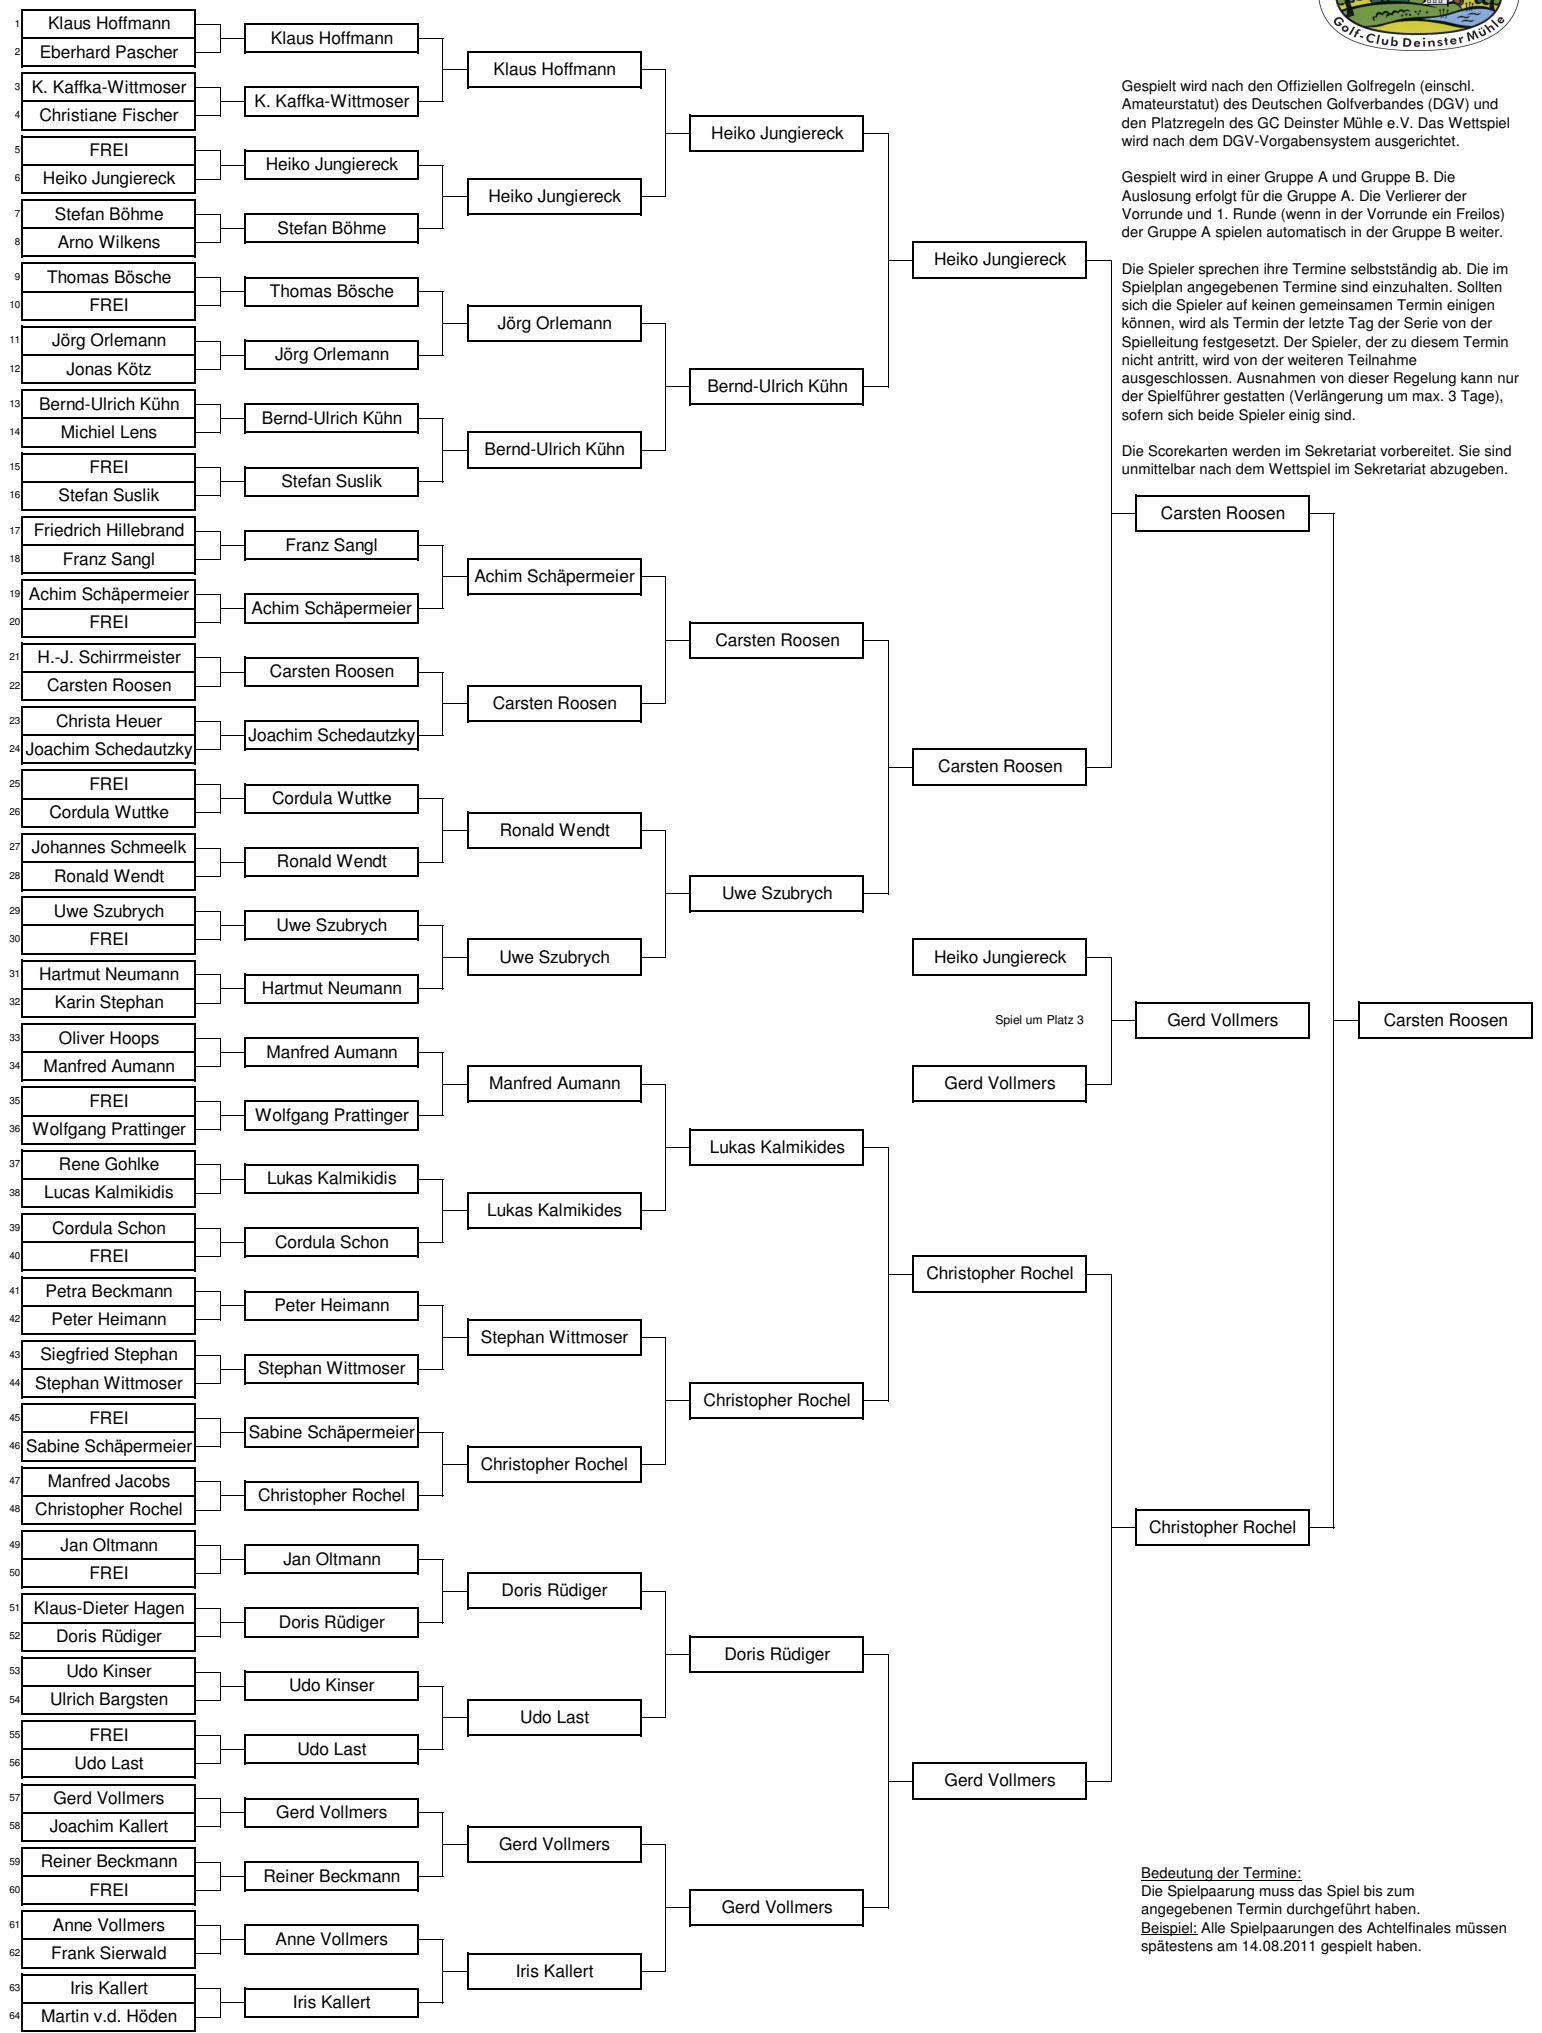 Golf-Club Deinster Mühle
Gespielt wird nach den Offiziellen Golfregeln (einschl.
Amateurstatut) des Deutschen Golfverbandes (DGV) und
den Platzregeln des GC Deinster Mühle e.V. Das Wettspiel
wird nach dem DGV-Vorgabensystem ausgerichtet.
Gespielt wird in einer Gruppe A und Gruppe B. Die
Auslosung erfolgt für die Gruppe A. Die Verlierer der
Vorrunde und 1. Runde (wenn in der Vorrunde ein Freilos)
der Gruppe A spielen automatisch in der Gruppe B weiter.
Die Spieler sprechen ihre Termine selbstständig ab. Die im
Spielplan angegebenen Termine sind einzuhalten. Sollten
sich die Spieler auf keinen gemeinsamen Termin einigen
können, wird als Termin der letzte Tag der Serie von der
Spielleitung festgesetzt. Der Spieler, der zu diesem Termin
nicht antritt, wird von der weiteren Teilnahme
ausgeschlossen. Ausnahmen von dieser Regelung kann nur
der Spielführer gestatten (Verlängerung um max. 3 Tage),
sofern sich beide Spieler einig sind.
Die Scorekarten werden im Sekretariat vorbereitet. Sie sind
unmittelbar nach dem Wettspiel im Sekretariat abzugeben.
1 Klaus Hoffmann
2 Eberhard Pascher
3 K. Kaffka-Wittmoser
4 Christiane Fischer
5 FREI
6 Heiko Jungiereck
7 Stefan Böhme
8 Arno Wilkens
9 Thomas Bösche
10 FREI
11 Jörg Orlemann
12 Jonas Kötz
13 Bernd-Ulrich Kühn
14 Michiel Lens
15 FREI
16 Stefan Suslik
17 Friedrich Hillebrand
18 Franz Sangl
19 Achim Schäpermeier
20 FREI
21 H.-J. Schirrmeister
22 Carsten Roosen
23 Christa Heuer
24 Joachim Schedautzky
25 FREI
26 Cordula Wuttke
27 Johannes Schmeelk
28 Ronald Wendt
29 Uwe Szubrych
30 FREI
31 Hartmut Neumann
32 Karin Stephan
33 Oliver Hoops
34 Manfred Aumann
35 FREI
36 Wolfgang Prattinger
37 Rene Gohlke
38 Lucas Kalmikidis
39 Cordula Schon
40 FREI
41 Petra Beckmann
42 Peter Heimann
43 Siegfried Stephan
44 Stephan Wittmoser
45 FREI
46 Sabine Schäpermeier
47 Manfred Jacobs
48 Christopher Rochel
49 Jan Oltmann
50 FREI
51 Klaus-Dieter Hagen
52 Doris Rüdiger
53 Udo Kinser
54 Ulrich Bargsten
55 FREI
56 Udo Last
57 Gerd Vollmers
58 Joachim Kallert
59 Reiner Beckmann
60 FREI
61 Anne Vollmers
62 Frank Sierwald
63 Iris Kallert
64 Martin v.d. Höden
Klaus Hoffmann
K. Kaffka-Wittmoser
Heiko Jungiereck
Stefan Böhme
Thomas Bösche
Jörg Orlemann
Bernd-Ulrich Kühn
Stefan Suslik
Franz Sangl
Achim Schäpermeier
Carsten Roosen
Joachim Schedautzky
Cordula Wuttke
Ronald Wendt
Uwe Szubrych
Hartmut Neumann
Manfred Aumann
Wolfgang Prattinger
Lukas Kalmikidis
Cordula Schon
Peter Heimann
Stephan Wittmoser
Sabine Schäpermeier
Christopher Rochel
Jan Oltmann
Doris Rüdiger
Udo Kinser
Udo Last
Gerd Vollmers
Reiner Beckmann
Anne Vollmers
Iris Kallert
Klaus Hoffmann
Heiko Jungiereck
Jörg Orlemann
Bernd-Ulrich Kühn
Achim Schäpermeier
Carsten Roosen
Ronald Wendt
Uwe Szubrych
Manfred Aumann
Lukas Kalmikides
Stephan Wittmoser
Christopher Rochel
Doris Rüdiger
Udo Last
Gerd Vollmers
Iris Kallert
Heiko Jungiereck
Bernd-Ulrich Kühn
Carsten Roosen
Uwe Szubrych
Lukas Kalmikides
Christopher Rochel
Doris Rüdiger
Gerd Vollmers
Heiko Jungiereck
Carsten Roosen
Heiko Jungiereck
Spiel um Platz 3
Gerd Vollmers
Christopher Rochel
Gerd Vollmers
Carsten Roosen
Gerd Vollmers
Christopher Rochel
Carsten Roosen
Bedeutung der Termine:
Die Spielpaarung muss das Spiel bis zum
angegebenen Termin durchgeführt haben.
Beispiel: Alle Spielpaarungen des Achtelfinales müssen
spätestens am 14.08.2011 gespielt haben.